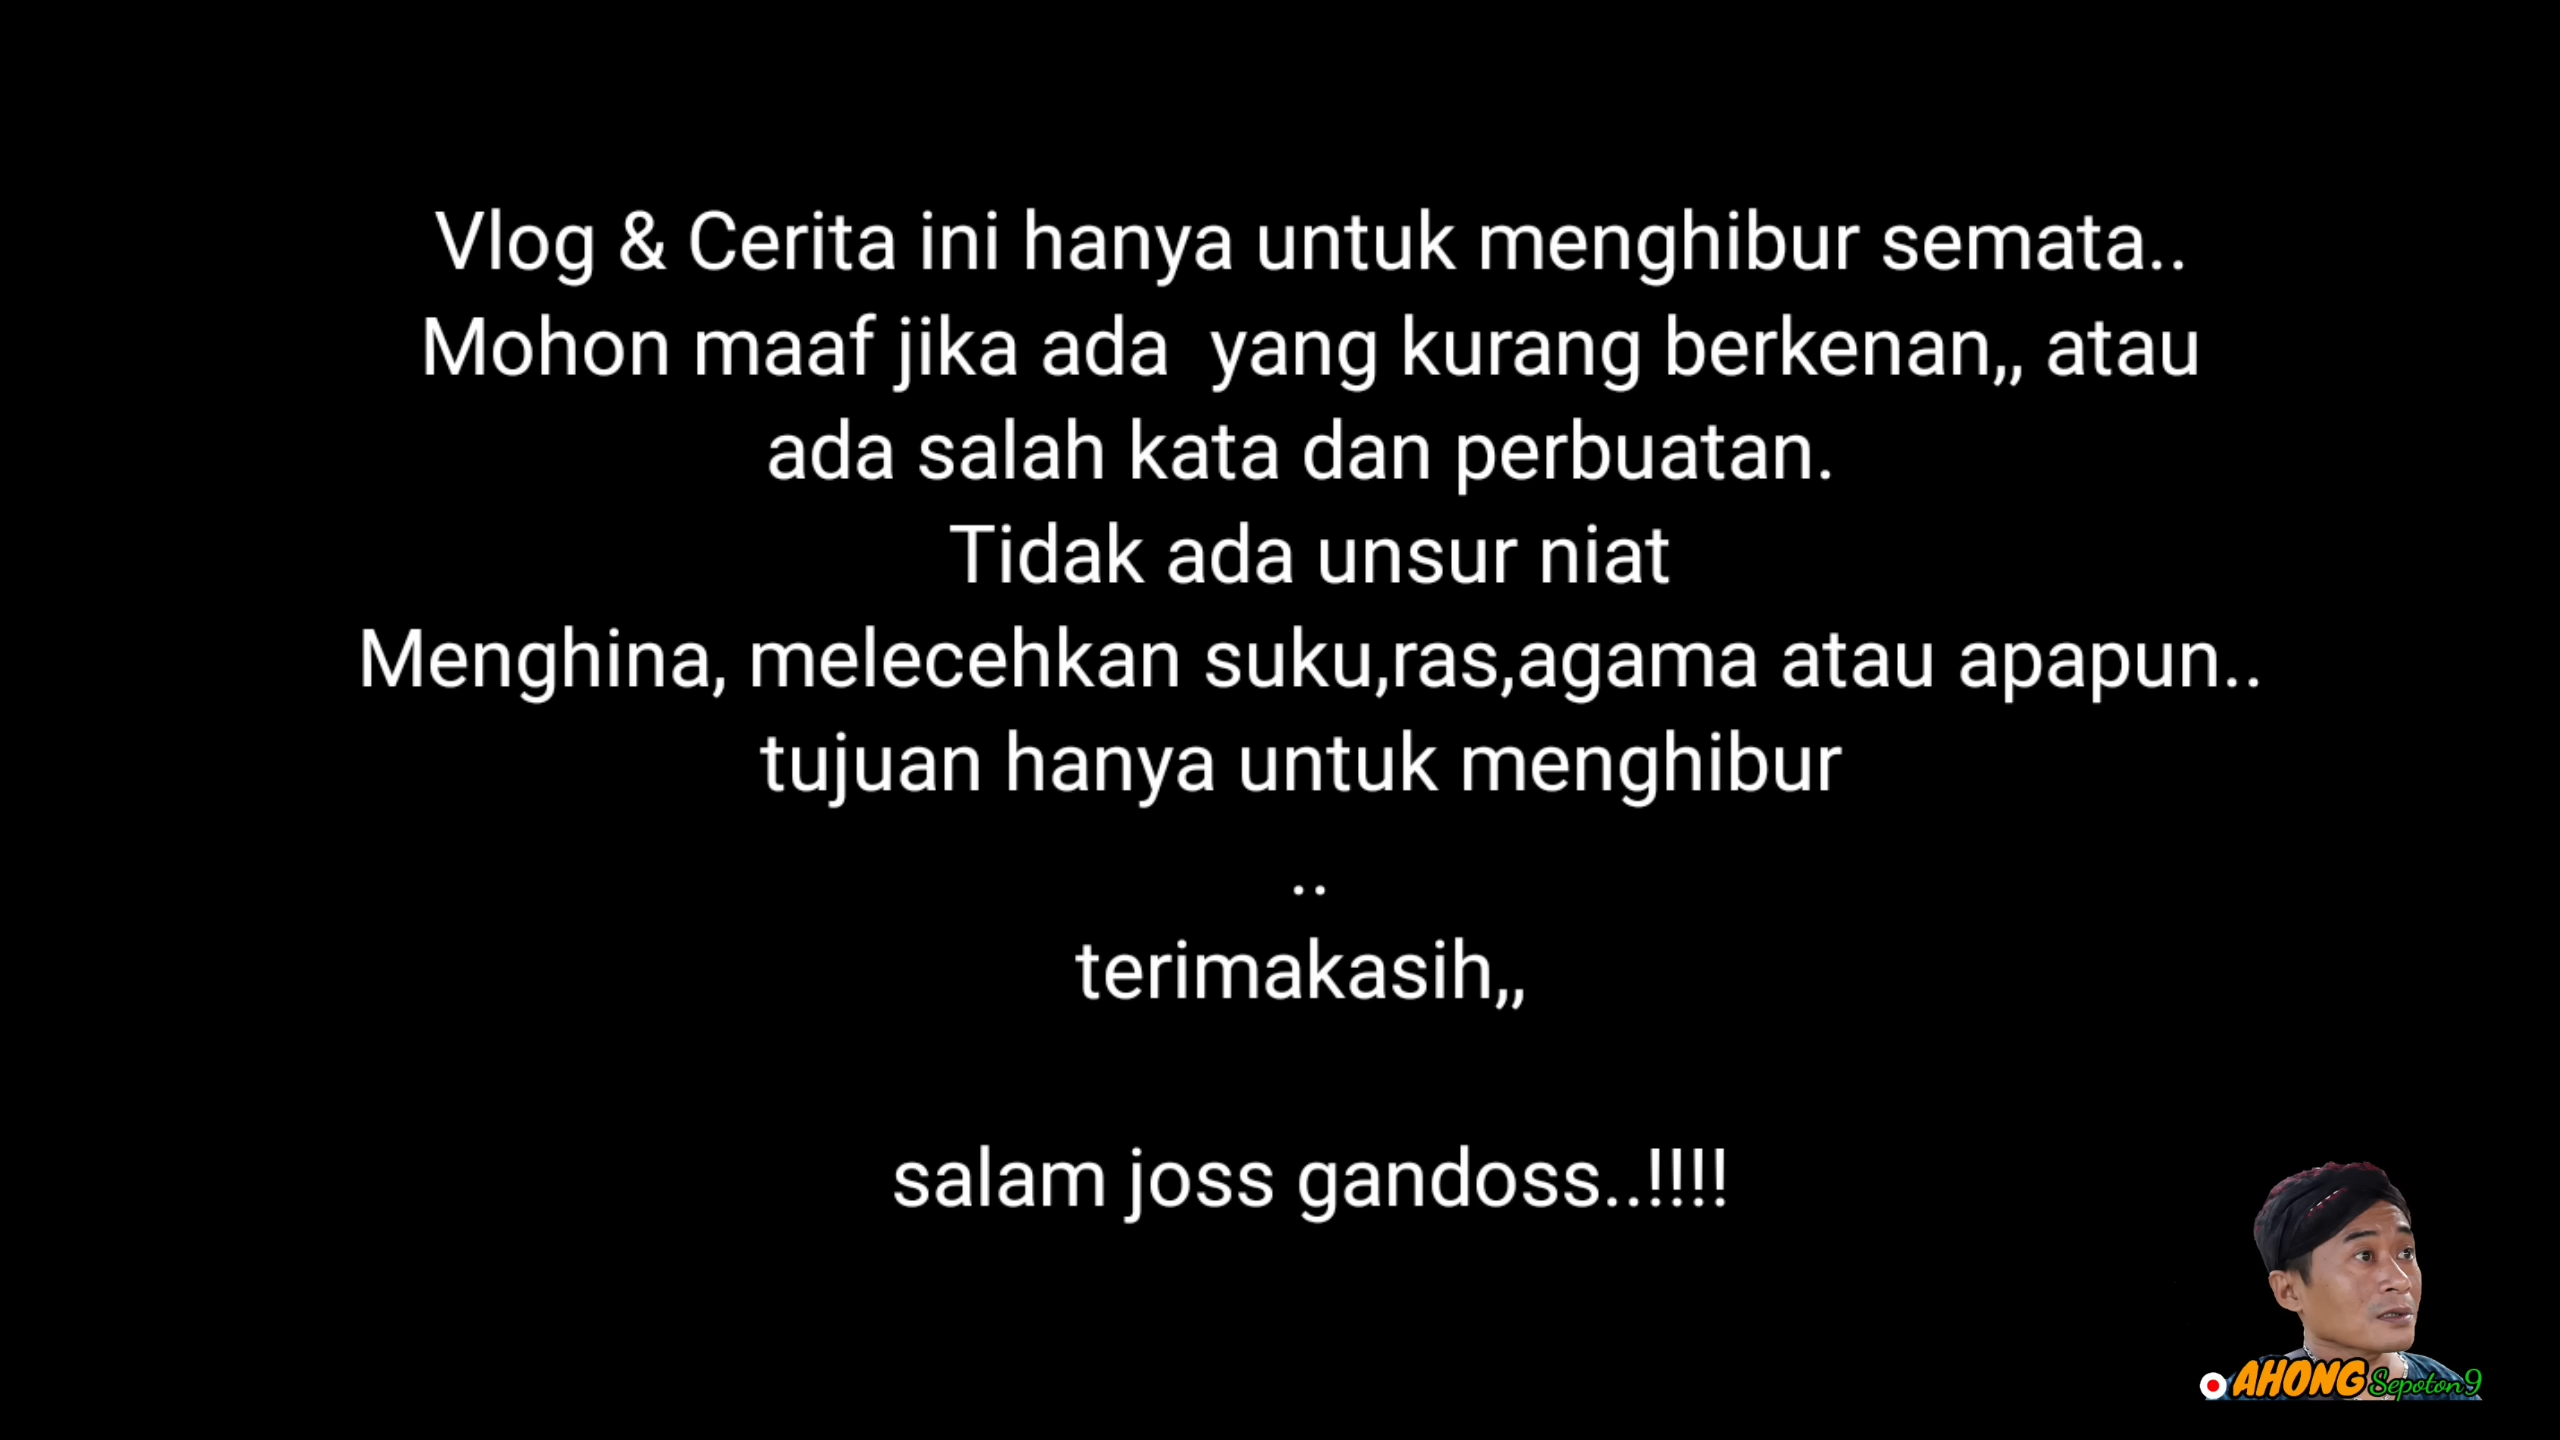 Vlog & Cerita ini hanya untuk menghibur semata..
Mohon maaf jika ada  yang kurang berkenan,, atau
ada salah kata dan perbuatan.
Tidak ada unsur niat
Menghina, melecehkan suku,ras,agama atau apapun..
tujuan hanya untuk menghibur
..
terimakasih,,
salam joss gandoss..!!!!
AHONG Sepoton9